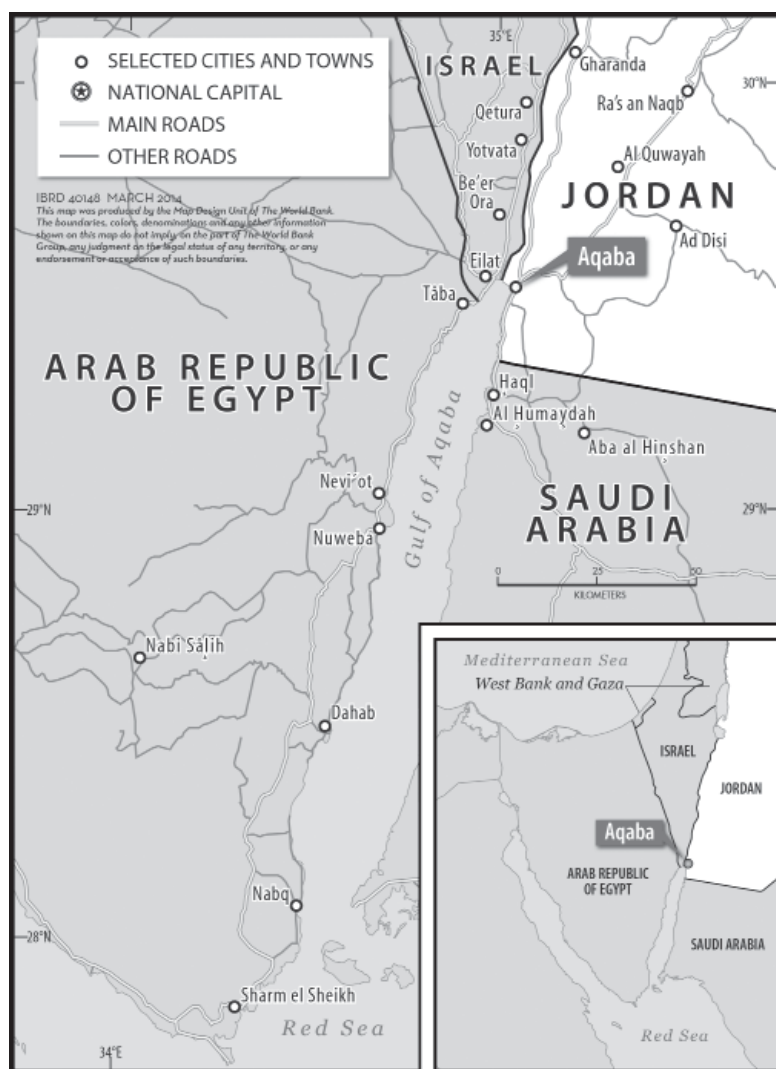 SELECTED CITIES AND TOWNS
NATIONAL CAPITAL
MAIN ROADS
OTHER ROADS
IBRD 40148 MARCH 2014
This map was produced by the Map Design Unit of The World Bank.
The boundaries, colors, denominations and any other information
shown on this map do not imply, on the part of The World Bank
Group, any judgment on the legal status of any territory, or any
endorsement or acceptance of such boundaries.
35°E
ISRAEL
Gharanda
30°N
Qetura
Ra's an Naqb
Yotvata
Al Quwayah
Be'er
Ora
JORDAN
Ad Disi
Eilat
Aqaba
Tâba
ARAB REPUBLIC
OF EGYPT
Ḥaql
Al Ḥumayḑah
Aba al Hinşhan
Gulf of Aqaba
Nevi'ot
SAUDI
ARABIA
29°N
29°N
Nuweba
0
25
50
KILOMETERS
Nabi Sâlih
Dahab
Nabq
28°N
Sharm el Sheikh
Red Sea
34°E
Mediterranean Sea
West Bank and Gaza
ISRAEL
JORDAN
Aqaba
ARAB REPUBLIC
OF EGYPT
SAUDI ARABIA
Red Sea